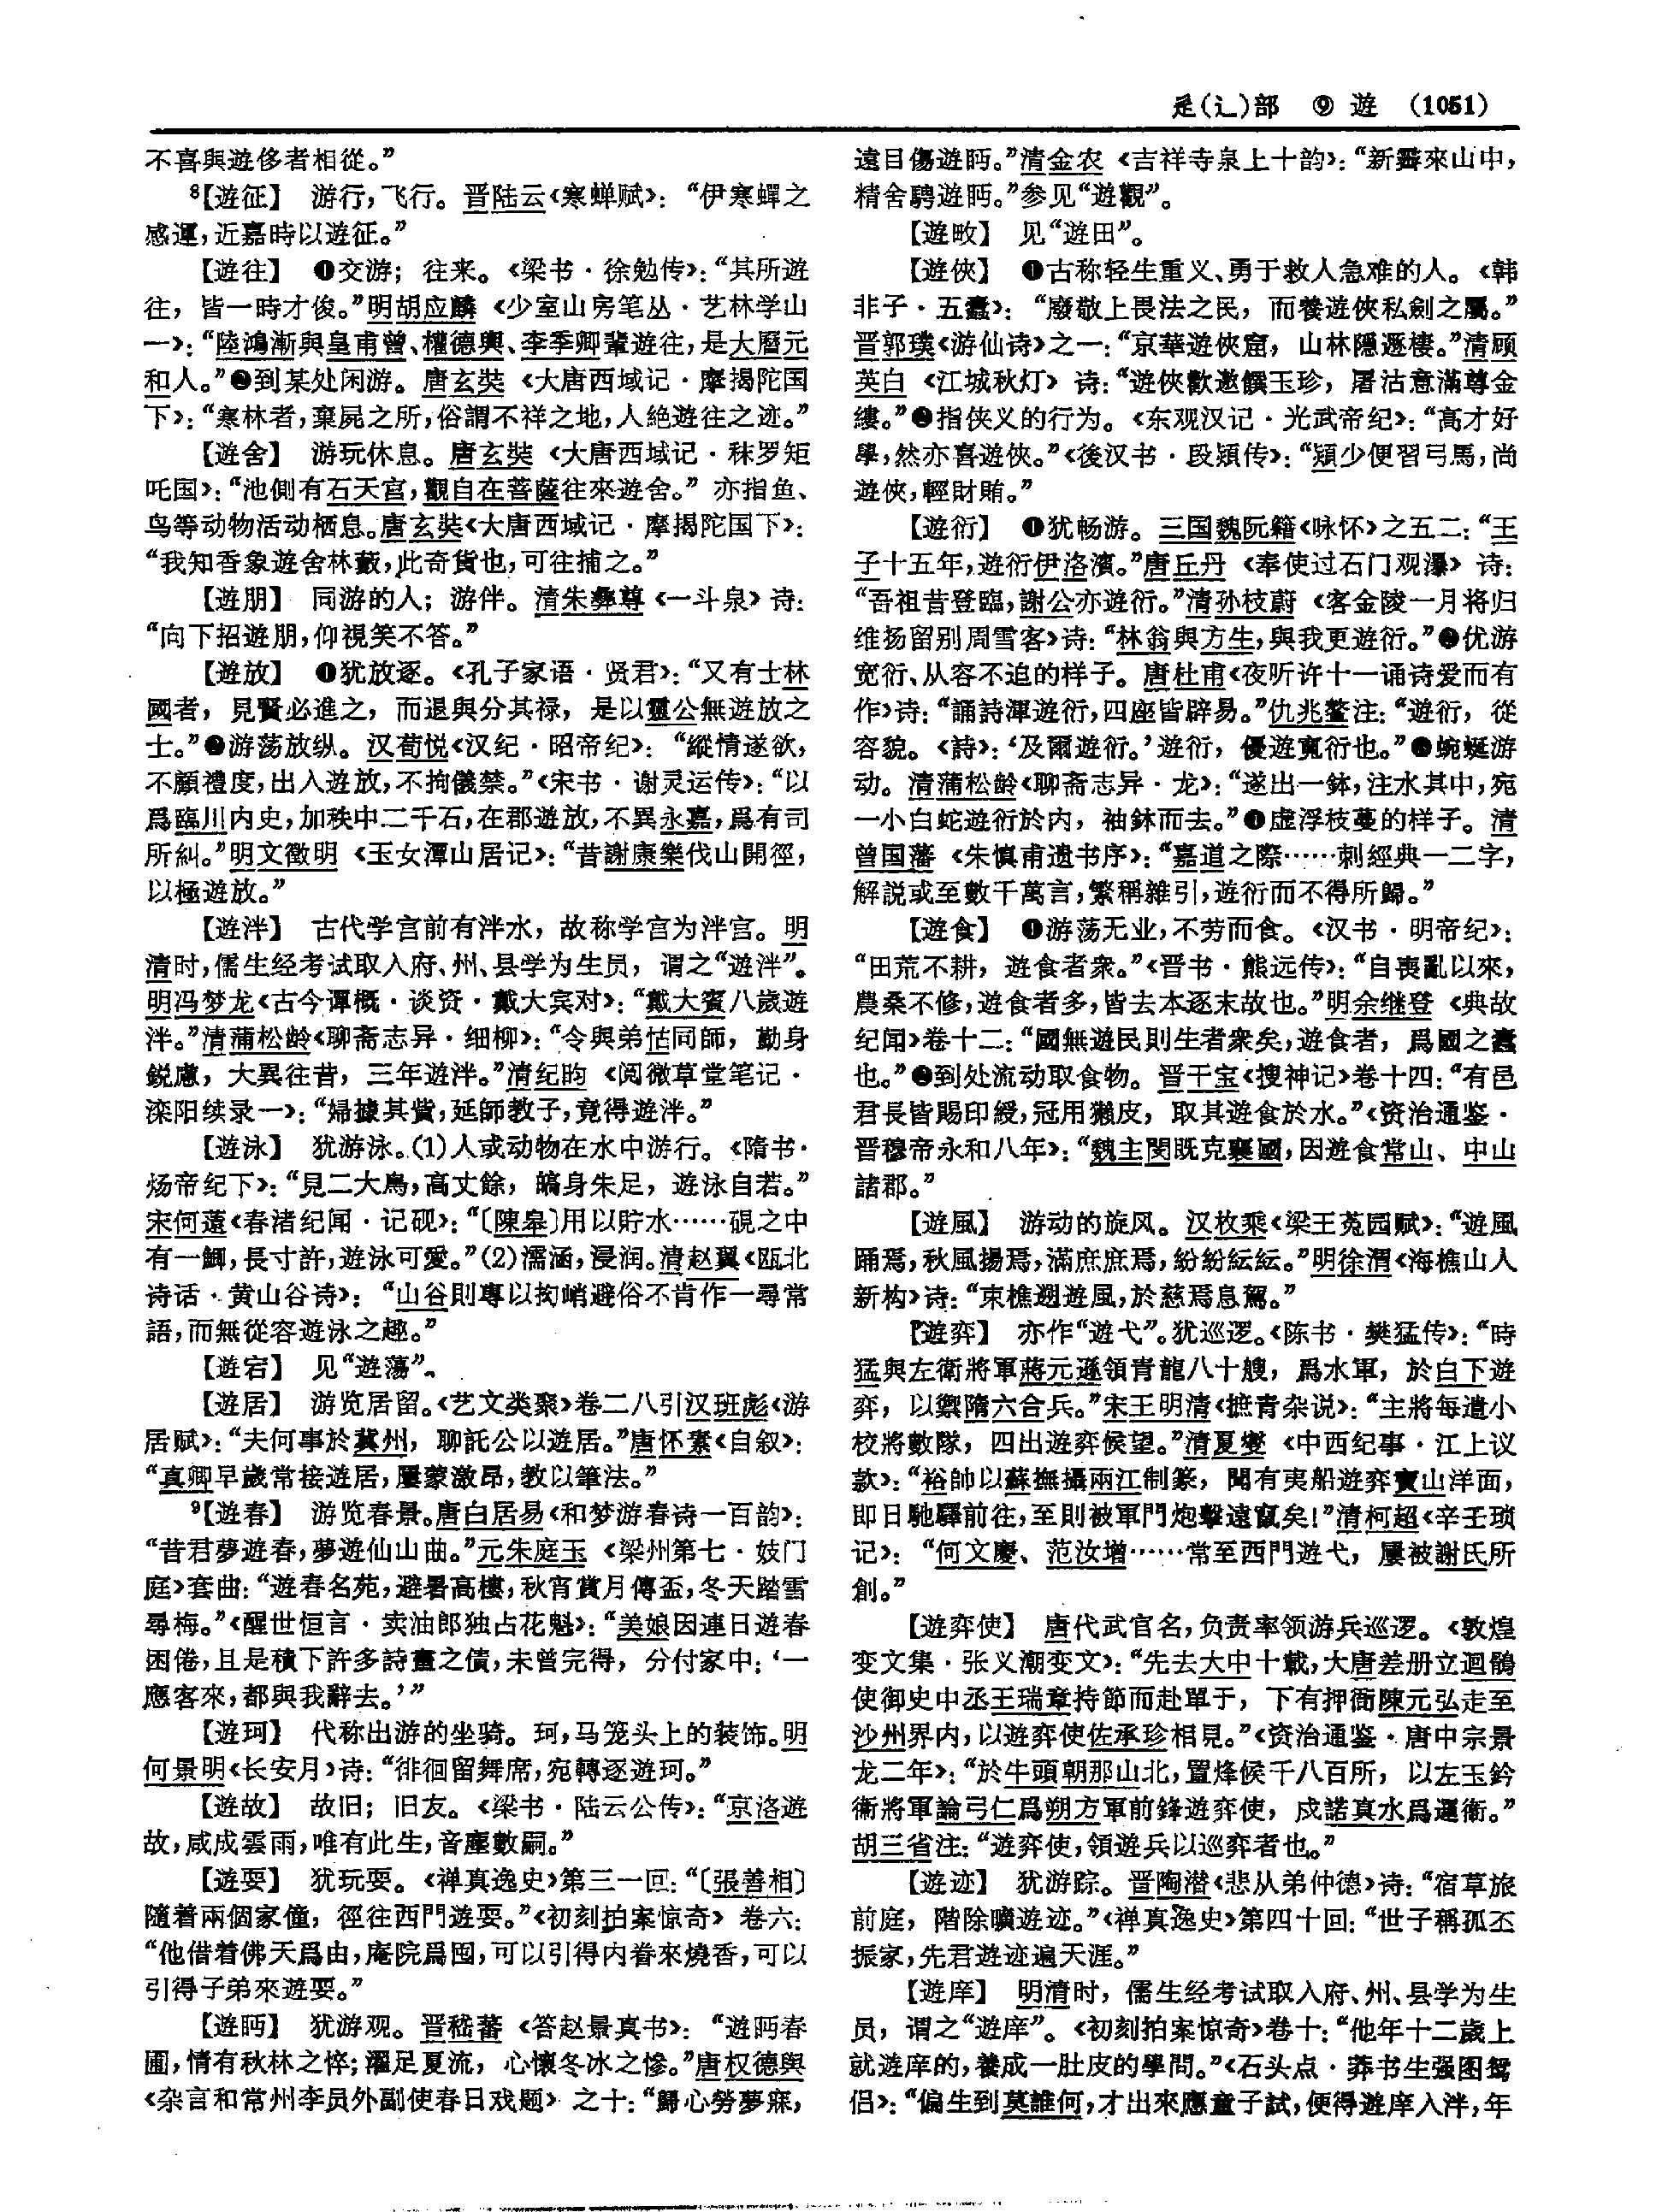 辵(辶)部　⑨ 遊　(1051)
不喜與遊侈者相從。”
⁸【遊征】　游行，飞行。晋陆云《寒蝉赋》：“伊寒蟬之
感運，近嘉時以遊征。”
【遊往】　❶交游；往来。《梁书·徐勉传》：“其所遊
往，皆一時才俊。”明胡应麟《少室山房笔丛·艺林学山
一》：“陸鴻漸與皇甫曾、權德輿、李季卿輩遊往，是大曆元
和人。”❷到某处闲游。唐玄奘《大唐西域记·摩揭陀国
下》：“寒林者，棄屍之所，俗謂不祥之地，人絶遊往之迹。”
【遊舍】　游玩休息。唐玄奘《大唐西域记·秣罗矩
吒国》：“池側有石天宫，觀自在菩薩往來遊舍。”亦指鱼、
鸟等动物活动栖息。唐玄奘《大唐西域记·摩揭陀国下》：
“我知香象遊舍林藪，此奇貨也，可往捕之。”
【遊朋】　同游的人；游伴。清朱彝尊《一斗泉》诗：
“向下招遊朋，仰視笑不答。”
【遊放】　❶犹放逐。《孔子家语·贤君》：“又有士林
國者，見賢必進之，而退與分其禄，是以靈公無遊放之
士。”❷游荡放纵。汉荀悦《汉纪·昭帝纪》：“縱情遂欲，
不顧禮度，出入遊放，不拘儀禁。”《宋书·谢灵运传》：“以
爲臨川内史，加秩中二千石，在郡遊放，不異永嘉，爲有司
所糾。”明文徵明《玉女潭山居记》：“昔謝康樂伐山開徑，
以極遊放。”
【遊泮】　古代学宫前有泮水，故称学宫为泮宫。明
清时，儒生经考试取入府、州、县学为生员，谓之“遊泮”。
明冯梦龙《古今谭概·谈资·戴大宾对》：“戴大賓八歲遊
泮。”清蒲松龄《聊斋志异·细柳》：“令與弟怙同師，勤身
鋭慮，大異往昔，三年遊泮。”清纪昀《阅微草堂笔记·
滦阳续录一》：“婦據其貲，延師教子，竟得遊泮。”
【遊泳】　犹游泳。(1)人或动物在水中游行。《隋书·
炀帝纪下》：“見二大鳥，高丈餘，皜身朱足，遊泳自若。”
宋何薳《春渚纪闻·记砚》：“〔陳皋〕用以貯水……硯之中
有一鯽，長寸許，遊泳可愛。”(2)濡涵，浸润。清赵翼《瓯北
诗话·黄山谷诗》：“山谷則專以拗峭避俗不肯作一尋常
語，而無從容遊泳之趣。”
【遊宕】　见“遊蕩”。
【遊居】　游览居留。《艺文类聚》卷二八引汉班彪《游
居赋》：“夫何事於冀州，聊託公以遊居。”唐怀素《自叙》：
“真卿早歲常接遊居，屢蒙激昂，教以筆法。”
⁹【遊春】　游览春景。唐白居易《和梦游春诗一百韵》：
“昔君夢遊春，夢遊仙山曲。”元朱庭玉《梁州第七·妓门
庭》套曲：“遊春名苑，避暑高樓，秋宵賞月傳盃，冬天踏雪
尋梅。”《醒世恒言·卖油郎独占花魁》：“美娘因連日遊春
困倦，且是積下許多詩畫之債，未曾完得，分付家中：‘一
應客來，都與我辭去。’”
【遊珂】　代称出游的坐骑。珂，马笼头上的装饰。明
何景明《长安月》诗：“徘徊留舞席，宛轉逐遊珂。”
【遊故】　故旧；旧友。《梁书·陆云公传》：“京洛遊
故，咸成雲雨，唯有此生，音塵數嗣。”
【遊耍】　犹玩耍。《禅真逸史》第三一回：“〔張善相〕
隨着兩個家僮，徑往西門遊耍。”《初刻拍案惊奇》卷六：
“他借着佛天爲由，庵院爲囤，可以引得内眷來燒香，可以
引得子弟來遊耍。”
【遊眄】　犹游观。晋嵇蕃《答赵景真书》：“遊眄春
圃，情有秋林之悴；濯足夏流，心懷冬冰之惨。”唐权德舆
《杂言和常州李员外副使春日戏题》之十：“歸心勞夢寐，
遠目傷遊眄。”清金农《吉祥寺泉上十韵》：“新霽來山中，
精舍騁遊眄。”参见“遊觀”。
【遊畋】　见“遊田”。
【遊俠】　❶古称轻生重义、勇于救人急难的人。《韩
非子·五蠹》：“廢敬上畏法之民，而養遊俠私劍之屬。”
晋郭璞《游仙诗》之一：“京華遊俠窟，山林隱遯棲。”清顾
英白《江城秋灯》诗：“遊俠歡邀饌玉珍，屠沽意滿尊金
縷。”❷指侠义的行为。《东观汉记·光武帝纪》：“高才好
學，然亦喜遊俠。”《後汉书·段熲传》：“熲少便習弓馬，尚
遊俠，輕財賄。”
【遊衍】　❶犹畅游。三国魏阮籍《咏怀》之五二：“王
子十五年，遊衍伊洛濱。”唐丘丹《奉使过石门观瀑》诗：
“吾祖昔登臨，謝公亦遊衍。”清孙枝蔚《客金陵一月将归
维扬留别周雪客》诗：“林翁與方生，與我更遊衍。”❷优游
宽衍、从容不迫的样子。唐杜甫《夜听许十一诵诗爱而有
作》诗：“誦詩渾遊衍，四座皆辟易。”仇兆鳌注：“遊衍，從
容貌。《詩》：‘及爾遊衍。’遊衍，優遊寬衍也。”❸蜿蜒游
动。清蒲松龄《聊斋志异·龙》：“遂出一鉢，注水其中，宛
一小白蛇遊衍於内，袖鉢而去。”❹虚浮枝蔓的样子。清
曾国藩《朱慎甫遗书序》：“嘉道之際……刺經典一二字，
解説或至數千萬言，繁稱雜引，遊衍而不得所歸。”
【遊食】　❶游荡无业，不劳而食。《汉书·明帝纪》：
“田荒不耕，遊食者衆。”《晋书·熊远传》：“自喪亂以來，
農桑不修，遊食者多，皆去本逐末故也。”明余继登《典故
纪闻》卷十二：“國無遊民則生者衆矣，遊食者，爲國之蠹
也。”❷到处流动取食物。晋干宝《搜神记》卷十四：“有邑
君長皆賜印綬，冠用獺皮，取其遊食於水。”《资治通鉴·
晋穆帝永和八年》：“魏主閔既克襄國，因遊食常山、中山
諸郡。”
【遊風】　游动的旋风。汉枚乘《梁王菟园赋》：“遊風
踊焉，秋風揚焉，滿庶庶焉，紛紛紜紜。”明徐渭《海樵山人
新构》诗：“束樵遡遊風，於慈焉息駕。”
【遊弈】　亦作“遊弋”。犹巡逻。《陈书·樊猛传》：“時
猛與左衛將軍蔣元遜領青龍八十艘，爲水軍，於白下遊
弈，以禦隋六合兵。”宋王明清《摭青杂说》：“主將每遣小
校將數隊，四出遊弈候望。”清夏燮《中西纪事·江上议
款》：“裕帥以蘇撫攝兩江制篆，聞有夷船遊弈寶山洋面，
即日馳驛前往，至則被軍門炮擊遠竄矣！”清柯超《辛壬琐
记》：“何文慶、范汝增……常至西門遊弋，屢被謝氏所
創。”
【遊弈使】　唐代武官名，负责率领游兵巡逻。《敦煌
变文集·张义潮变文》：“先去大中十載，大唐差册立迴鶻
使御史中丞王瑞章持節而赴單于，下有押衙陳元弘走至
沙州界内，以遊弈使佐承珍相見。”《资治通鉴·唐中宗景
龙二年》：“於牛頭朝那山北，置烽候千八百所，以左玉鈐
衛將軍論弓仁爲朔方軍前鋒遊弈使，戍諾真水爲邏衛。”
胡三省注：“遊弈使，領遊兵以巡弈者也。”
【遊迹】　犹游踪。晋陶潜《悲从弟仲德》诗：“宿草旅
前庭，階除曠遊迹。”《禅真逸史》第四十回：“世子稱孤丕
振家，先君遊迹遍天涯。”
【遊庠】　明清时，儒生经考试取入府、州、县学为生
员，谓之“遊庠”。《初刻拍案惊奇》卷十：“他年十二歲上
就遊庠的，養成一肚皮的學問。”《石头点·莽书生强图鸳
侣》：“偏生到莫誰何，才出來應童子試，便得遊庠入泮，年